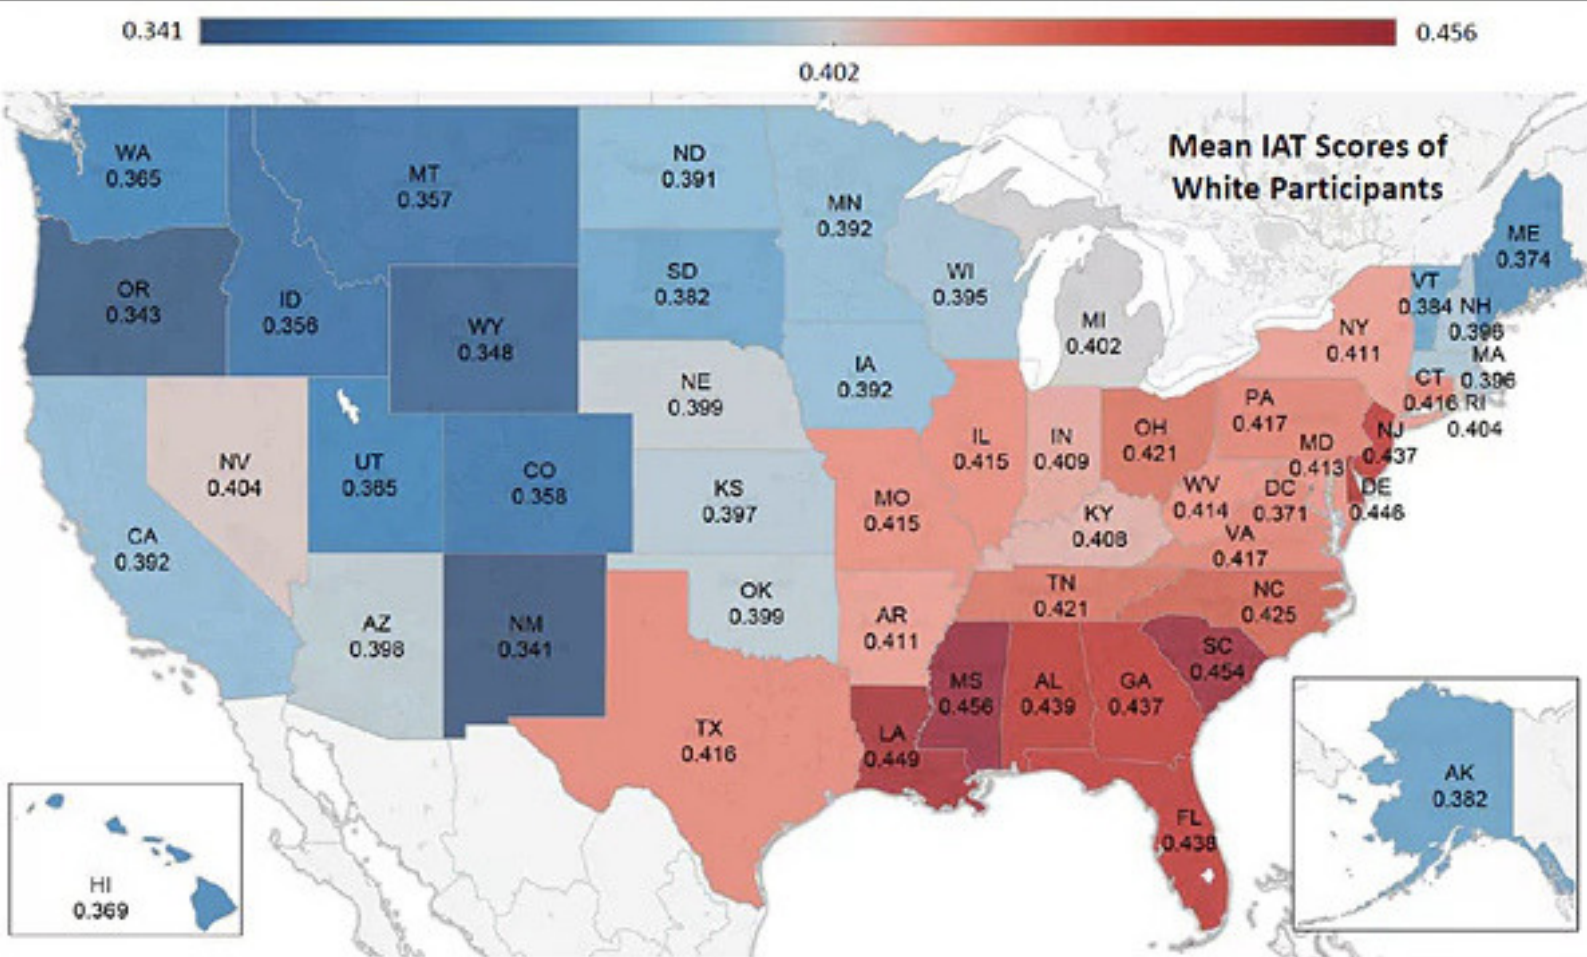 0.341
0.456
0.402
Mean IAT Scores of
White Participants
WA
0.365
MT
0.357
ND
0.391
MN
0.392
OR
0.343
ID
0.356
WY
0.348
SD
0.382
WI
0.395
MI
0.402
ME
0.374
VT
0.384
NH
0.396
NY
0.411
MA
0.396
CT
0.416
RI
0.404
NE
0.399
IA
0.392
PA
0.417
NJ
0.437
NV
0.404
UT
0.365
CO
0.358
IL
0.415
IN
0.409
OH
0.421
MD
0.413
CA
0.392
KS
0.397
MO
0.415
KY
0.408
WV
0.414
DC
0.371
DE
0.446
VA
0.417
AZ
0.398
NM
0.341
OK
0.399
AR
0.411
TN
0.421
NC
0.425
TX
0.416
LA
0.449
MS
0.456
AL
0.439
GA
0.437
SC
0.454
FL
0.438
AK
0.382
HI
0.369